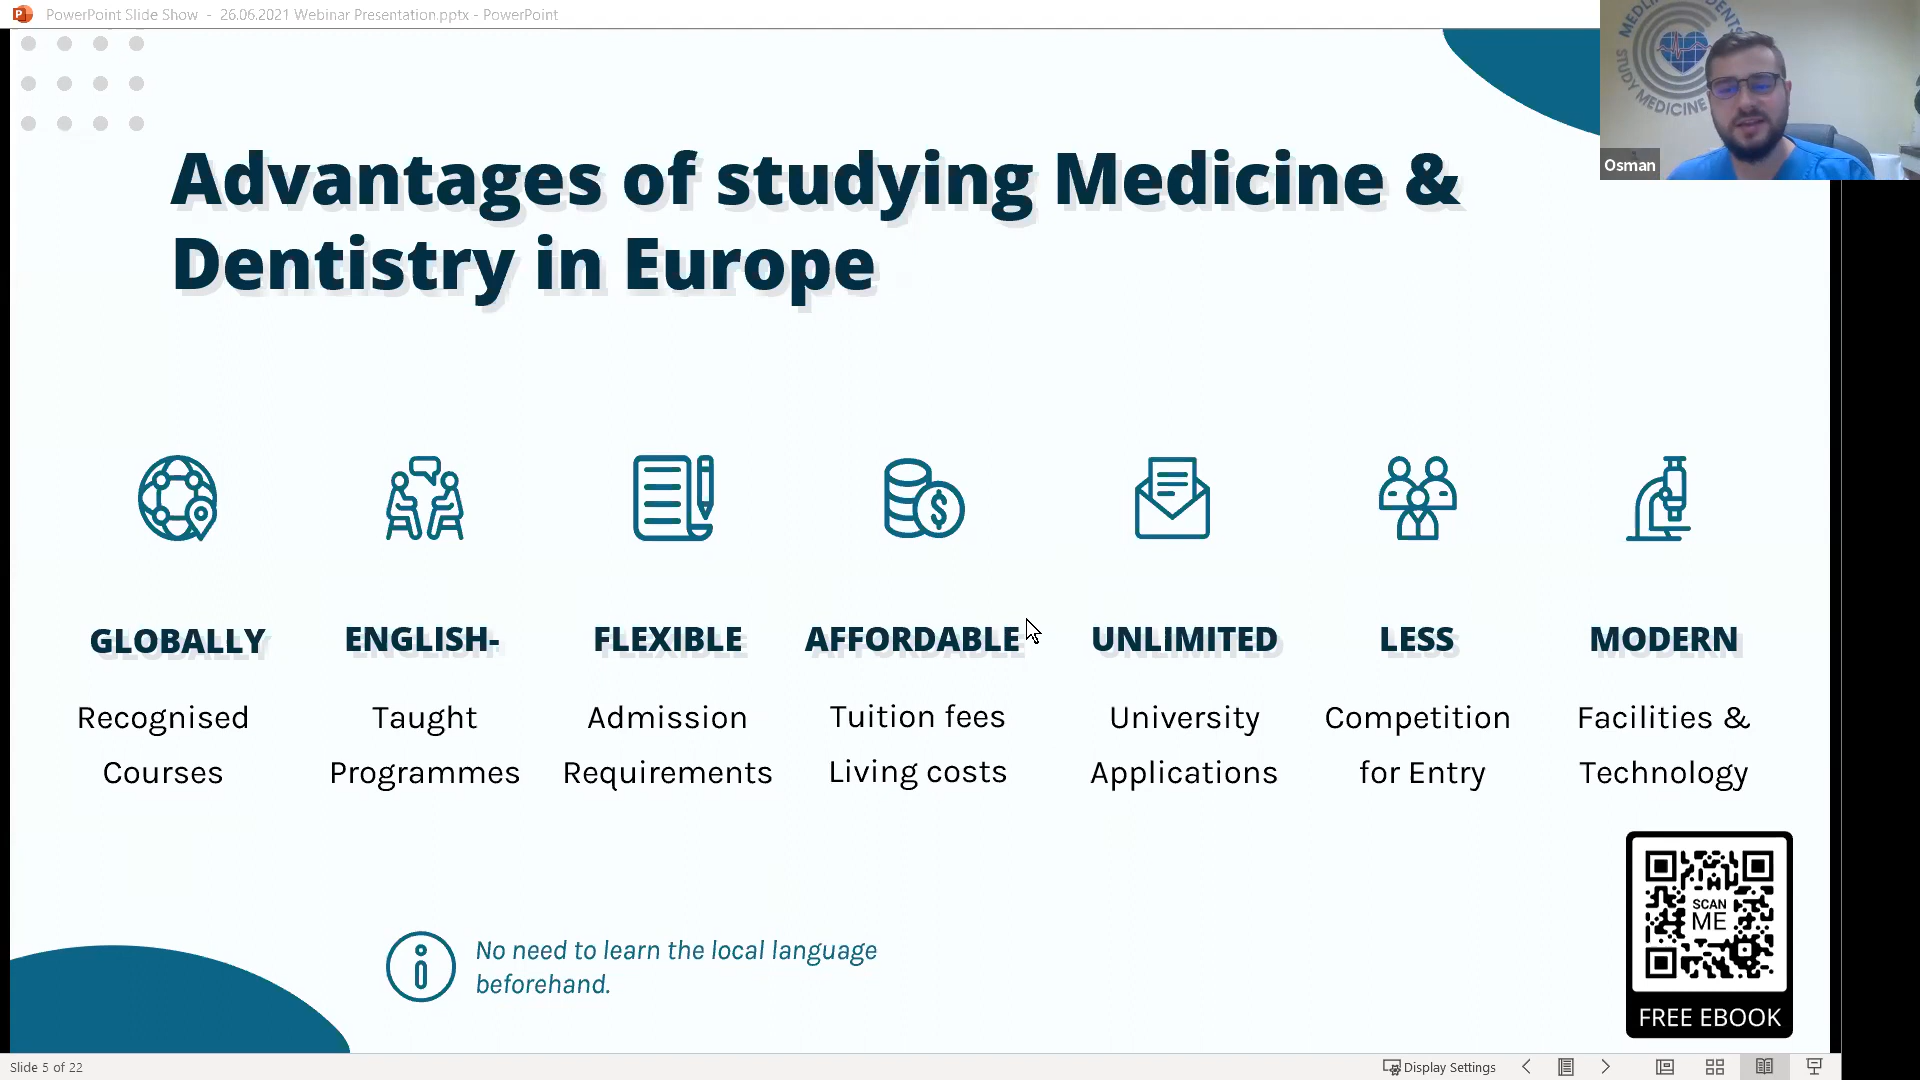 PowerPoint Slide Show - 26.06.2021 Webinar Presentation.pptx - PowerPoint
STUDY MEDICINE
Osman
Advantages of studying Medicine &
Dentistry in Europe
GLOBALLY
Recognised
Courses
ENGLISH-
Taught
Programmes
FLEXIBLE
Admission
Requirements
AFFORDABLE
Tuition fees
Living costs
UNLIMITED
University
Applications
LESS
Competition
for Entry
MODERN
Facilities &
Technology
No need to learn the local language
beforehand.
SCAN
ME
FREE EBOOK
Slide 5 of 22
Display Settings